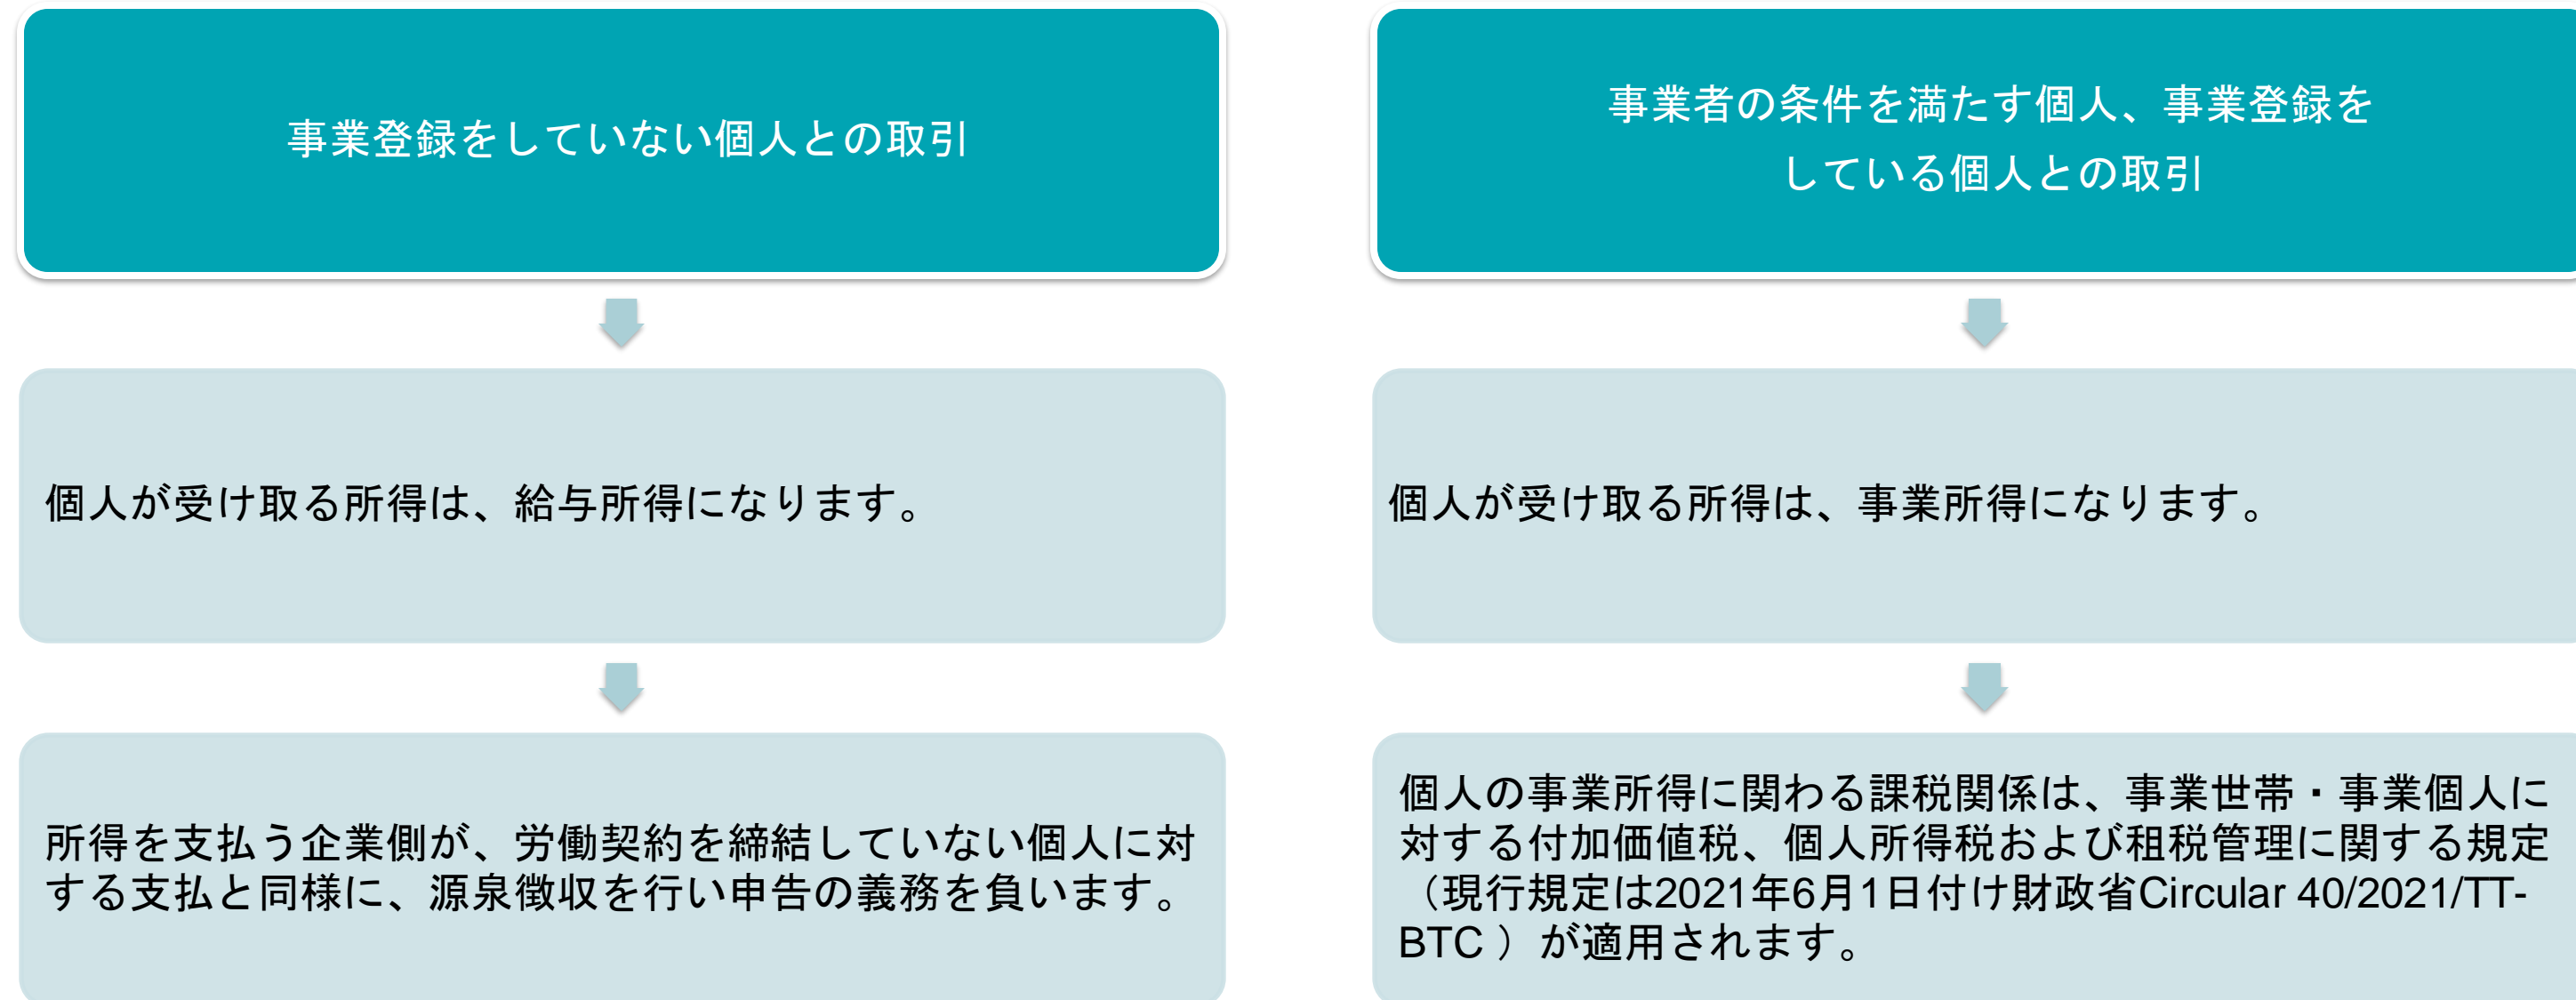 事業登録をしていない個人との取引
個人が受け取る所得は、給与所得になります。
所得を支払う企業側が、労働契約を締結していない個人に対
する支払と同様に、源泉徴収を行い申告の義務を負います。
事業者の条件を満たす個人、事業登録を
している個人との取引
個人が受け取る所得は、事業所得になります。
個人の事業所得に関わる課税関係は、事業世帯・事業個人に
対する付加価値税、個人所得税および租税管理に関する規定
（現行規定は2021年6月1日付け財政省Circular 40/2021/TT-
BTC ）が適用されます。